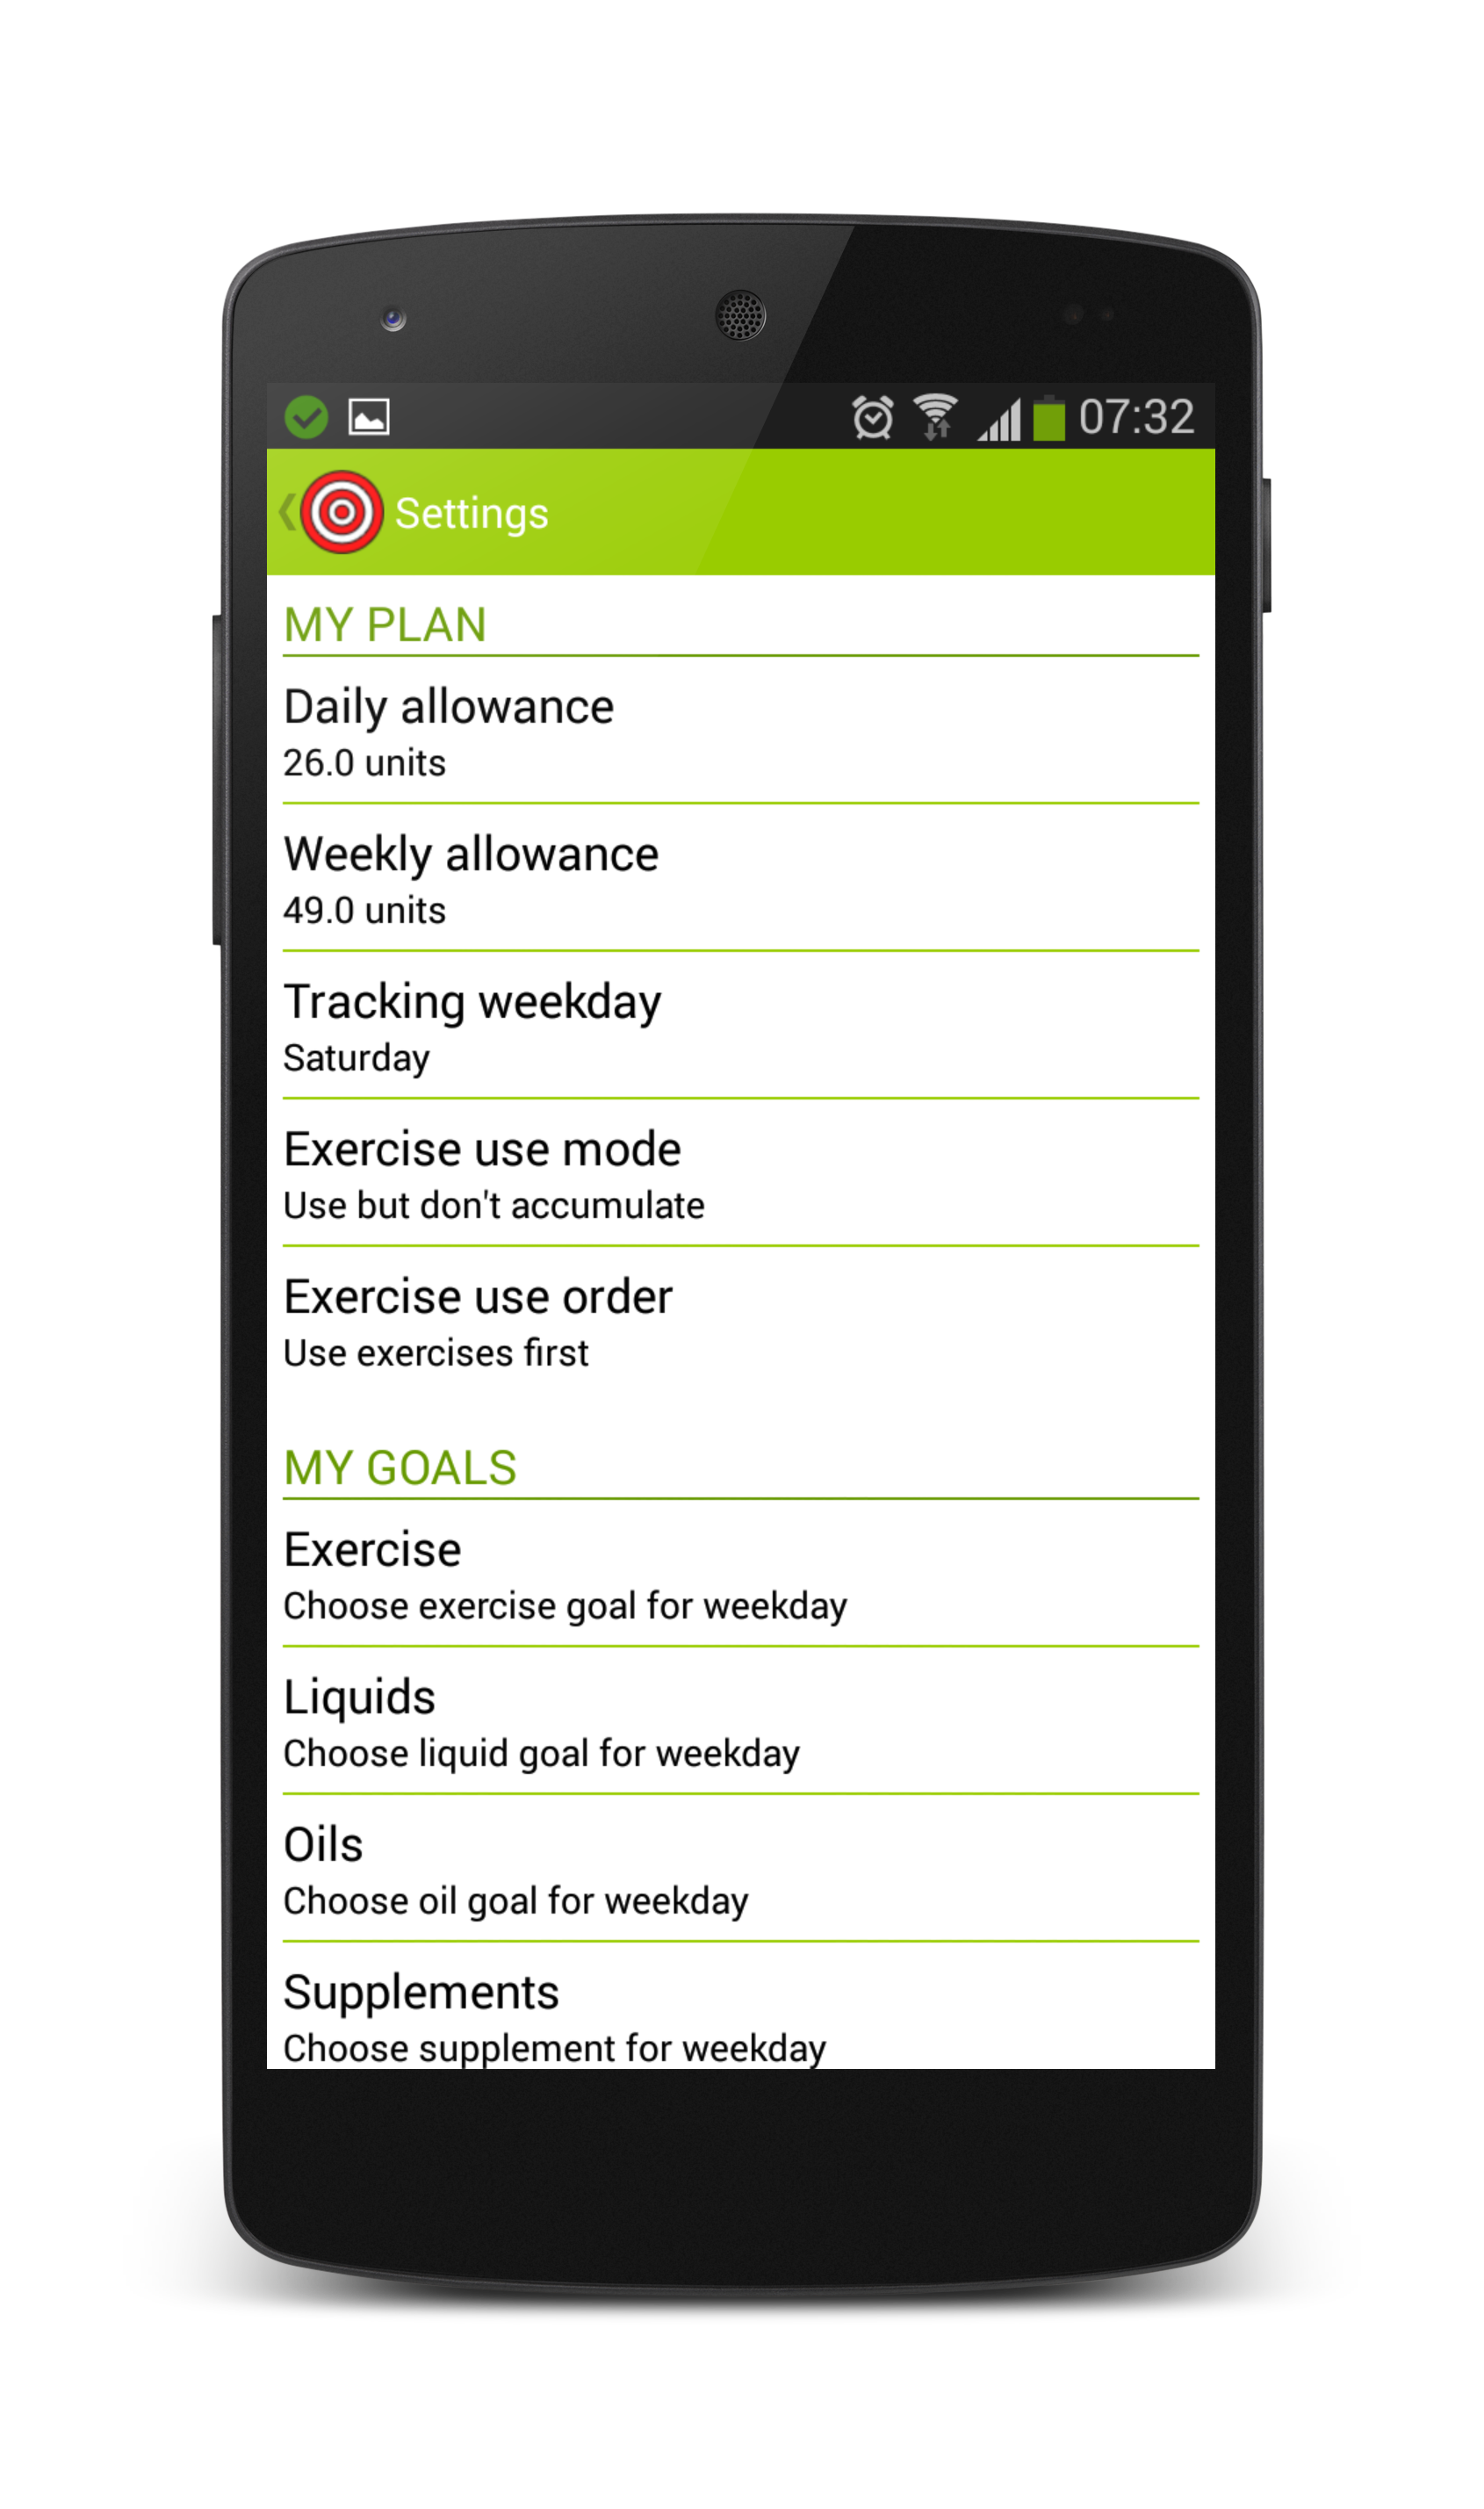 07:32
Settings
MY PLAN
Daily allowance
26.0 units
Weekly allowance
49.0 units
Tracking weekday
Saturday
Exercise use mode
Use but don't accumulate
Exercise use order
Use exercises first
MY GOALS
Exercise
Choose exercise goal for weekday
Liquids
Choose liquid goal for weekday
Oils
Choose oil goal for weekday
Supplements
Choose supplement for weekday